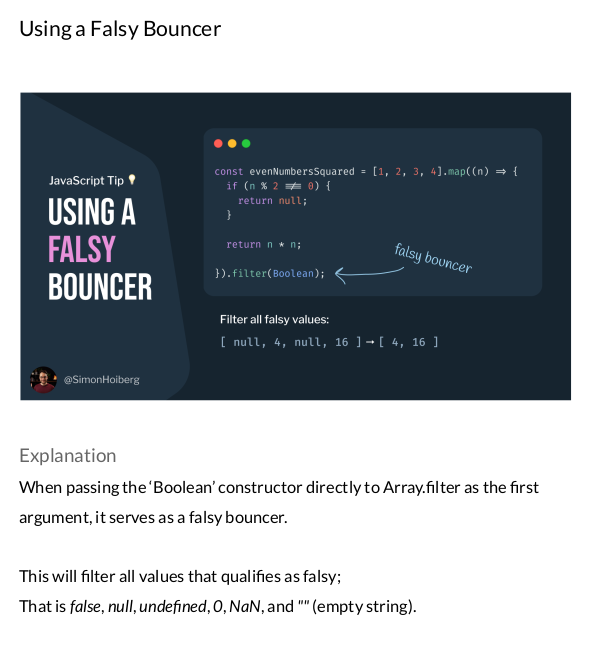 Using a Falsy Bouncer
JavaScript Tip
USING A
FALSY
BOUNCER
@SimonHoiberg
const evenNumbersSquared = [1, 2, 3, 4].map((n) ⇒ {
  if (n % 2 ≢ 0) {
    return null;
  }
  return n * n;
}).filter(Boolean);
falsy bouncer
Filter all falsy values:
[ null, 4, null, 16 ] → [ 4, 16 ]
Explanation
When passing the ‘Boolean’ constructor directly to Array.filter as the first
argument, it serves as a falsy bouncer.
This will filter all values that qualifies as falsy;
That is false, null, undefined, 0, NaN, and "" (empty string).